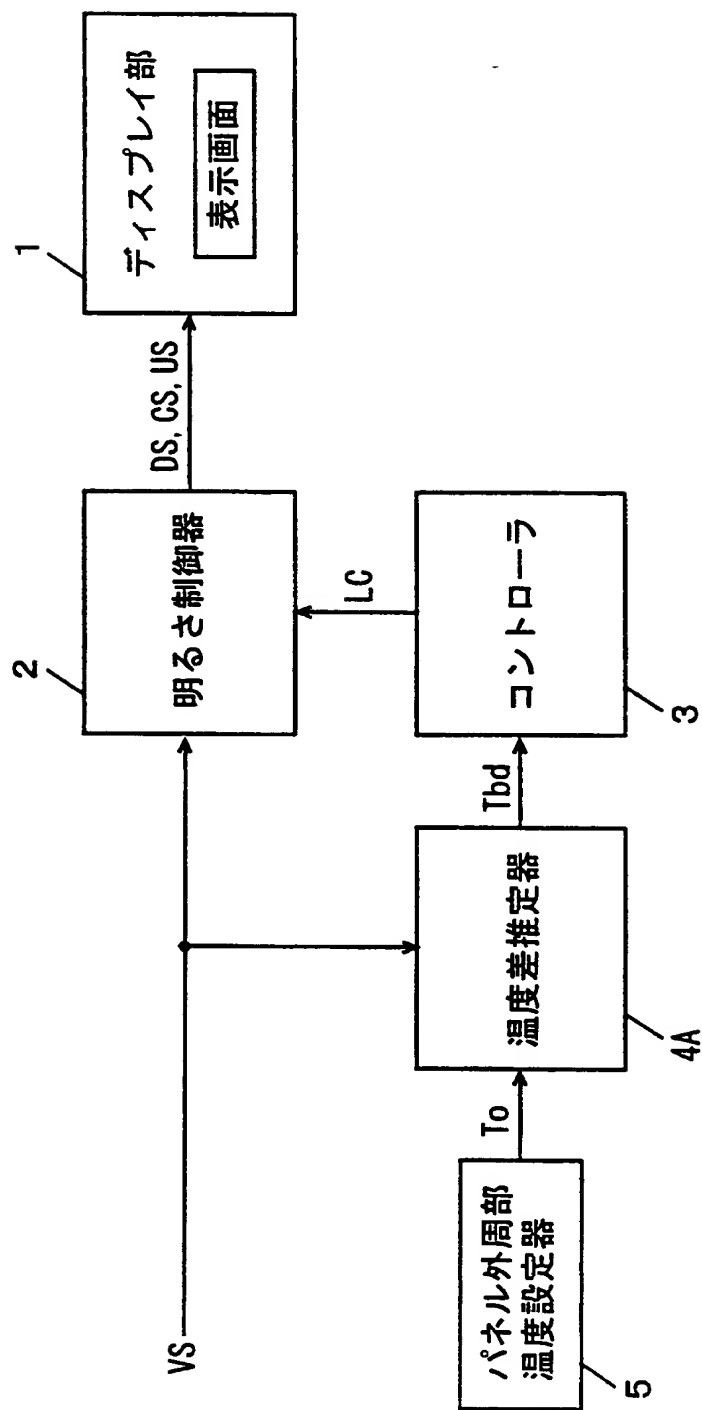 1
ディスプレイ部
表示画面
DS, CS, US
2
明るさ制御器
LC
コントローラ
3
Tbd
温度差推定器
4A
To
パネル外周部
温度設定器
5
VS